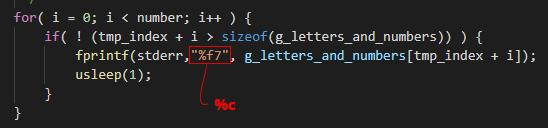 for( i = 0; i < number; i++ ) {
if( ! (tmp_index + i > sizeof(g_letters_and_numbers)) ) {
fprintf(stderr,"%f7", g_letters_and_numbers[tmp_index + i]);
usleep(1);
}
}
%c